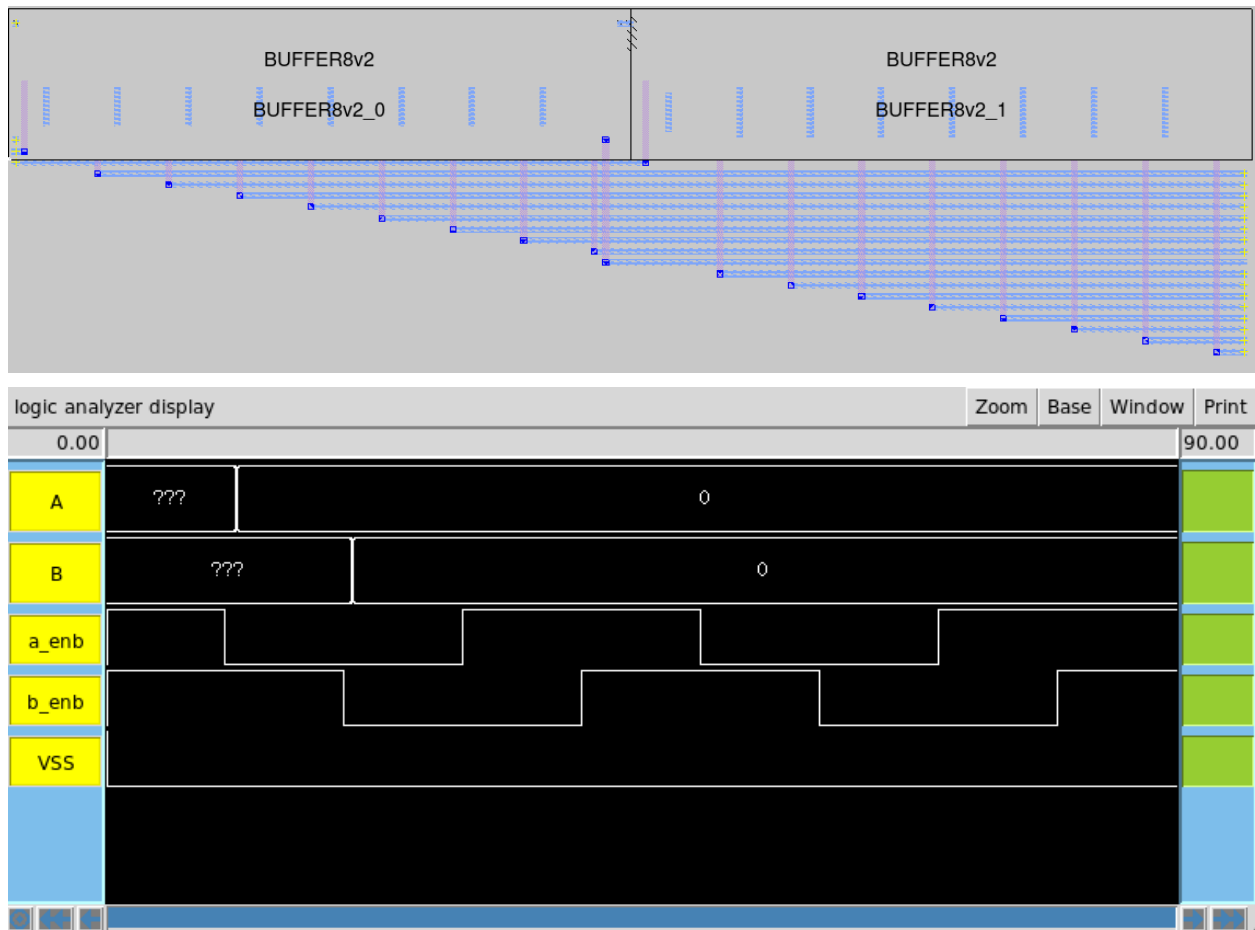 BUFFER8v2
BUFFER8v2
BUFFER8v2_0
BUFFER8v2_1
logic analyzer display
Zoom
Base
Window
Print
0.00
90.00
A
???
0
B
???
0
a_enb
b_enb
VSS